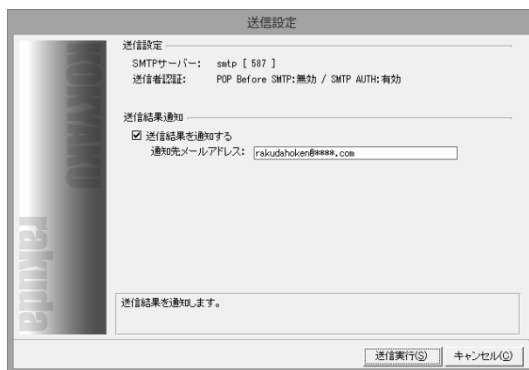 送信設定
送信設定
SMTPサーバー: smtp [ 587 ]
送信者認証: POP Before SMTP:無効 / SMTP AUTH:有効
送信結果通知
送信結果を通知する
通知先メールアドレス: rakudahoken@****.com
KOKYAKU
rakuda
送信結果を通知します。
送信実行(S)
キャンセル(C)